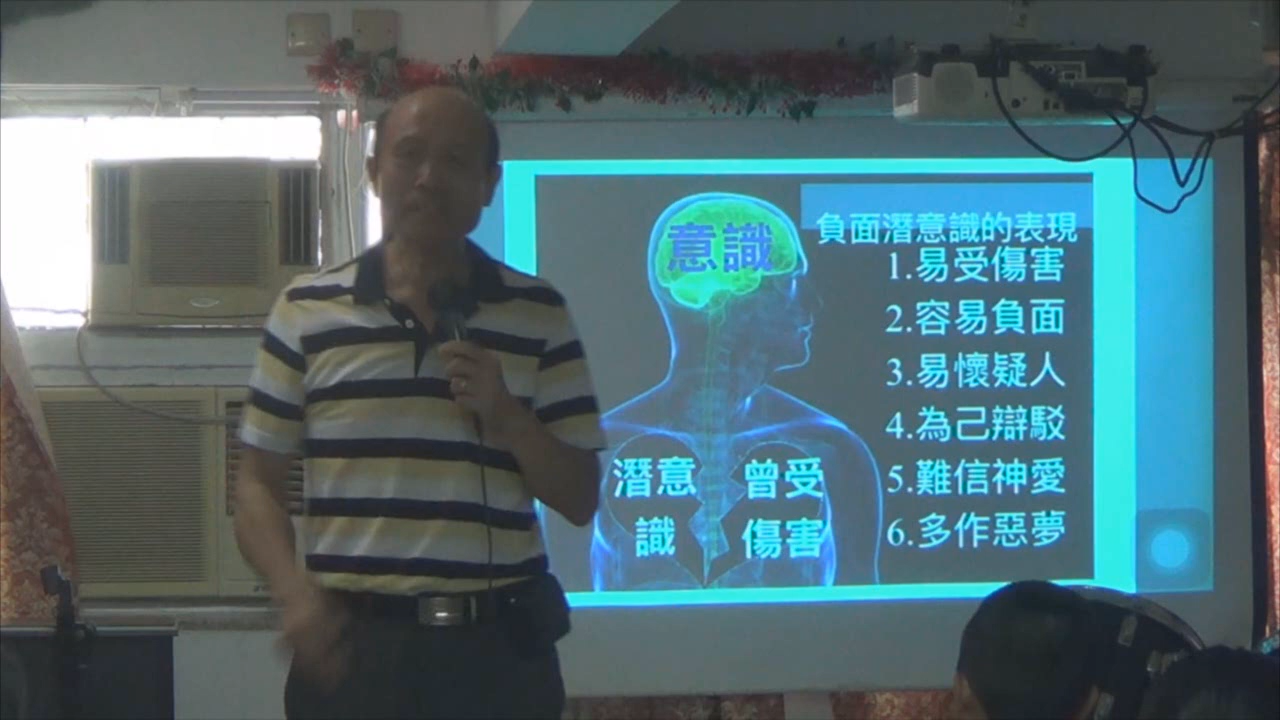 意識
負面潛意識的表現
1.易受傷害
2.容易負面
3.易懷疑人
4.為己辯駁
5.難信神愛
6.多作惡夢
潛意
識
曾受
傷害